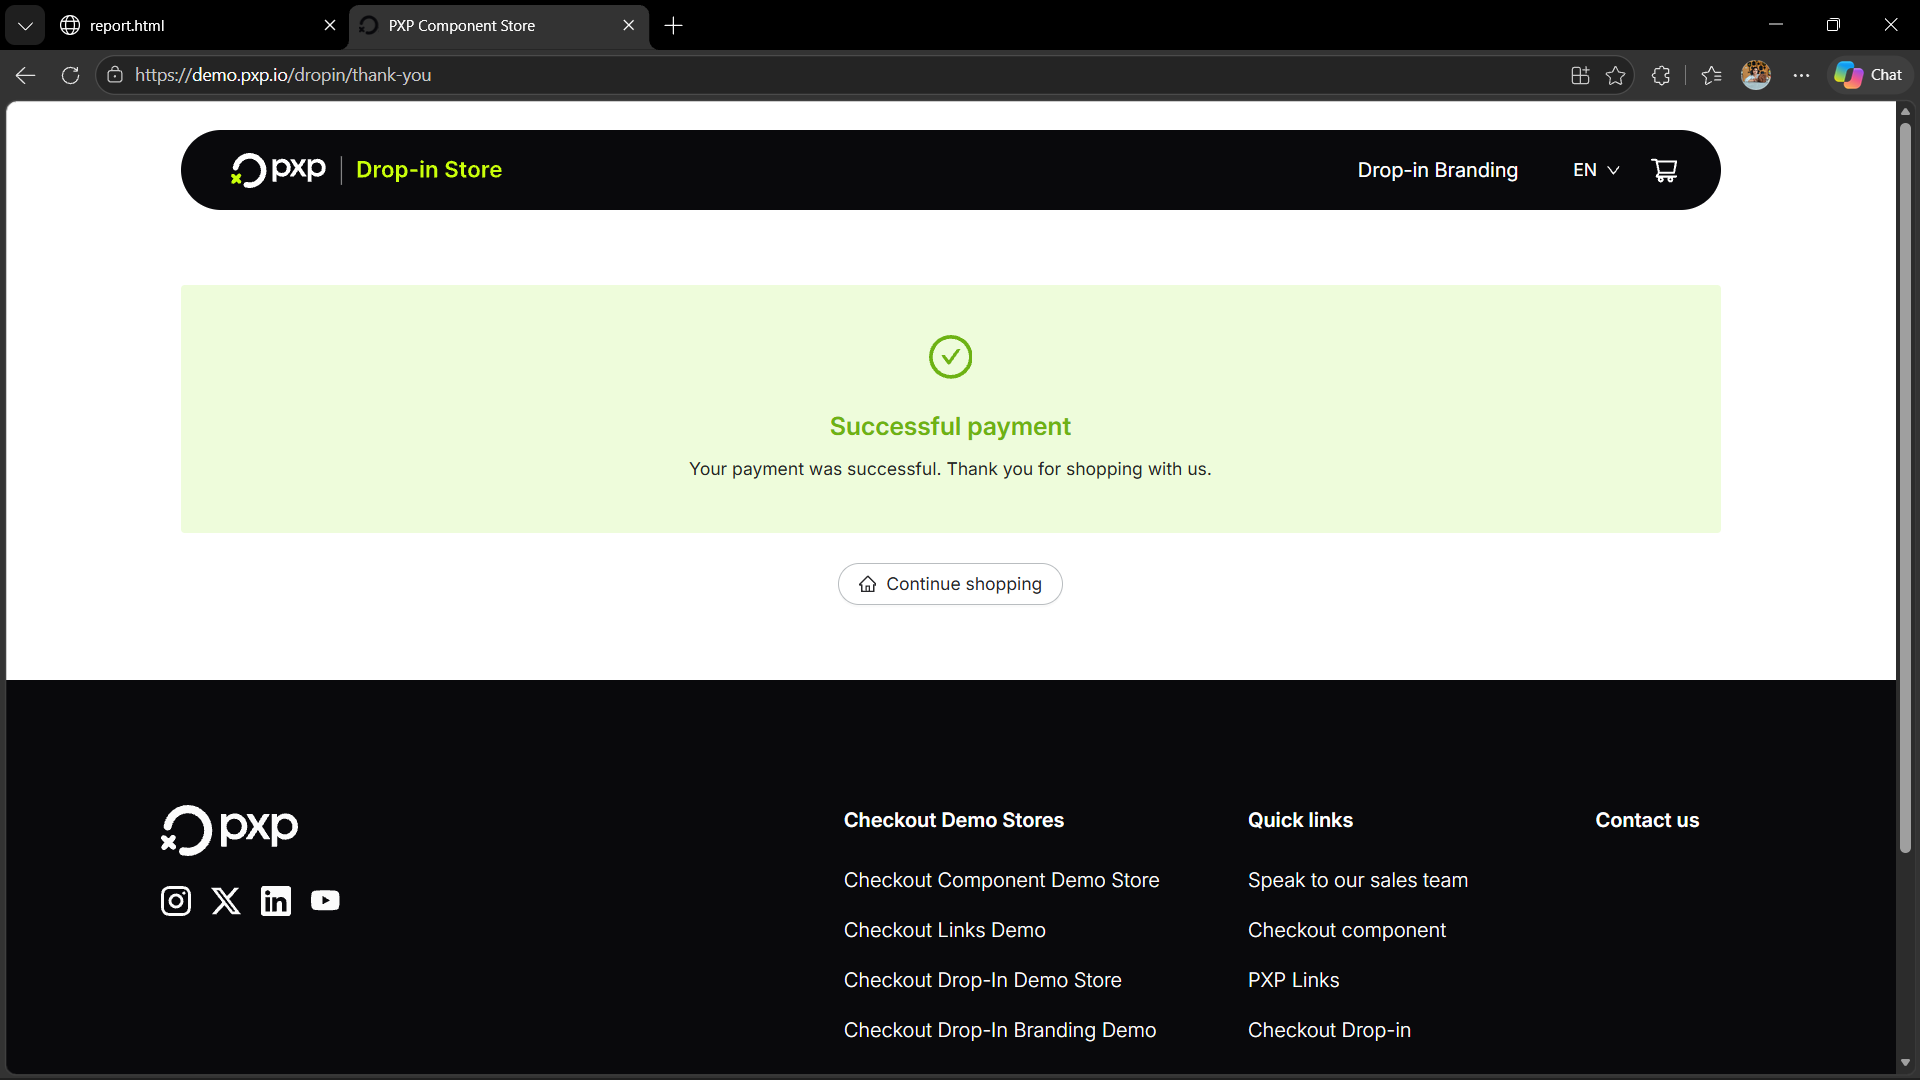 report.html
PXP Component Store
https://demo.pxp.io/dropin/thank-you
Chat
pxp
Drop-in Store
Drop-in Branding
EN
Successful payment
Your payment was successful. Thank you for shopping with us.
Continue shopping
pxp
Checkout Demo Stores
Checkout Component Demo Store
Checkout Links Demo
Checkout Drop-In Demo Store
Checkout Drop-In Branding Demo
Quick links
Speak to our sales team
Checkout component
PXP Links
Checkout Drop-in
Contact us